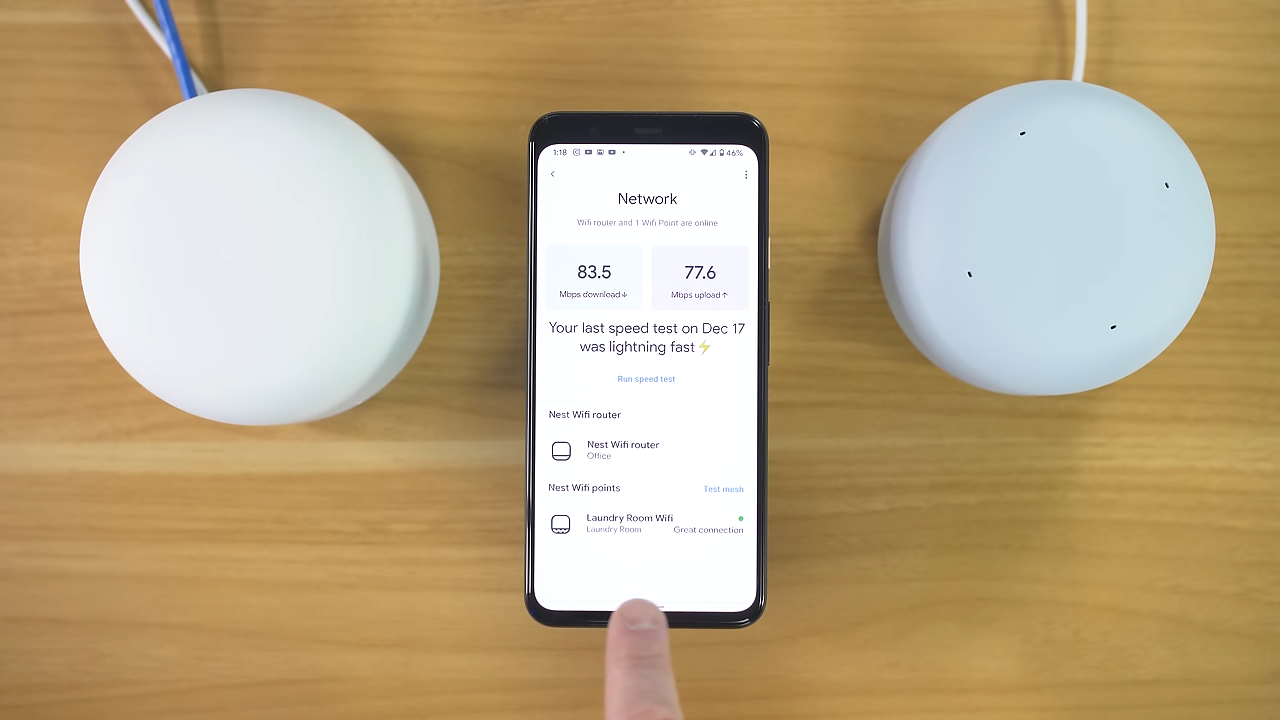 1:18 46%
Network
Wifi router and 1 Wifi Point are online
83.5 77.6
Mbps download↓ Mbps upload↑
Your last speed test on Dec 17
was lightning fast⚡
Run speed test
Nest Wifi router
Nest Wifi router
Office
Nest Wifi points Test mesh
Laundry Room Wifi
Laundry Room Great connection